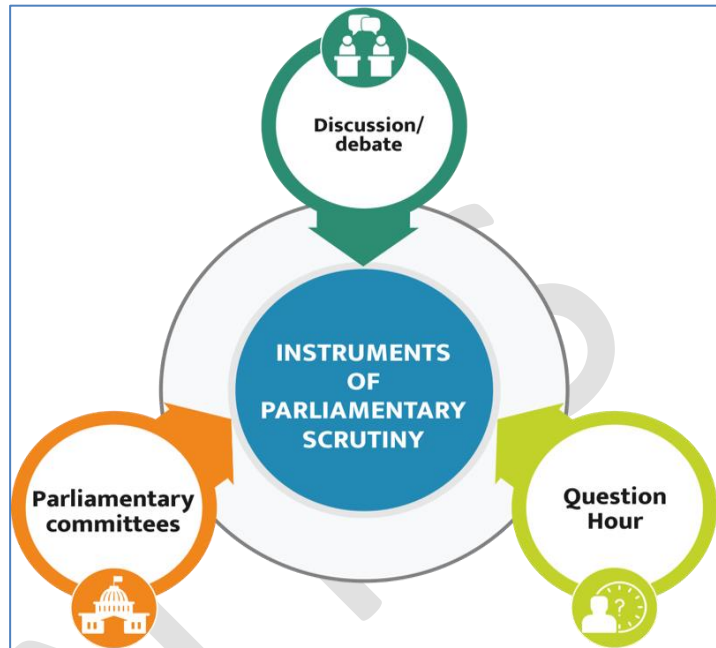 Discussion/
debate
INSTRUMENTS
OF
PARLIAMENTARY
SCRUTINY
Parliamentary
committees
Question
Hour
?